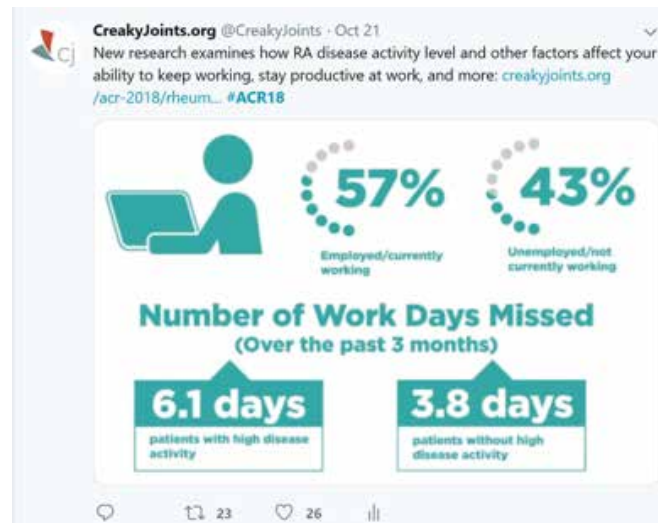 CreakyJoints.org @CreakyJoints · Oct 21
New research examines how RA disease activity level and other factors affect your
ability to keep working, stay productive at work, and more: creakyjoints.org
/acr-2018/rheum... #ACR18
cj
57%
Employed/currently
working
43%
Unemployed/not
currently working
Number of Work Days Missed
(Over the past 3 months)
6.1 days
patients with high disease
activity
3.8 days
patients without high
disease activity
23
26